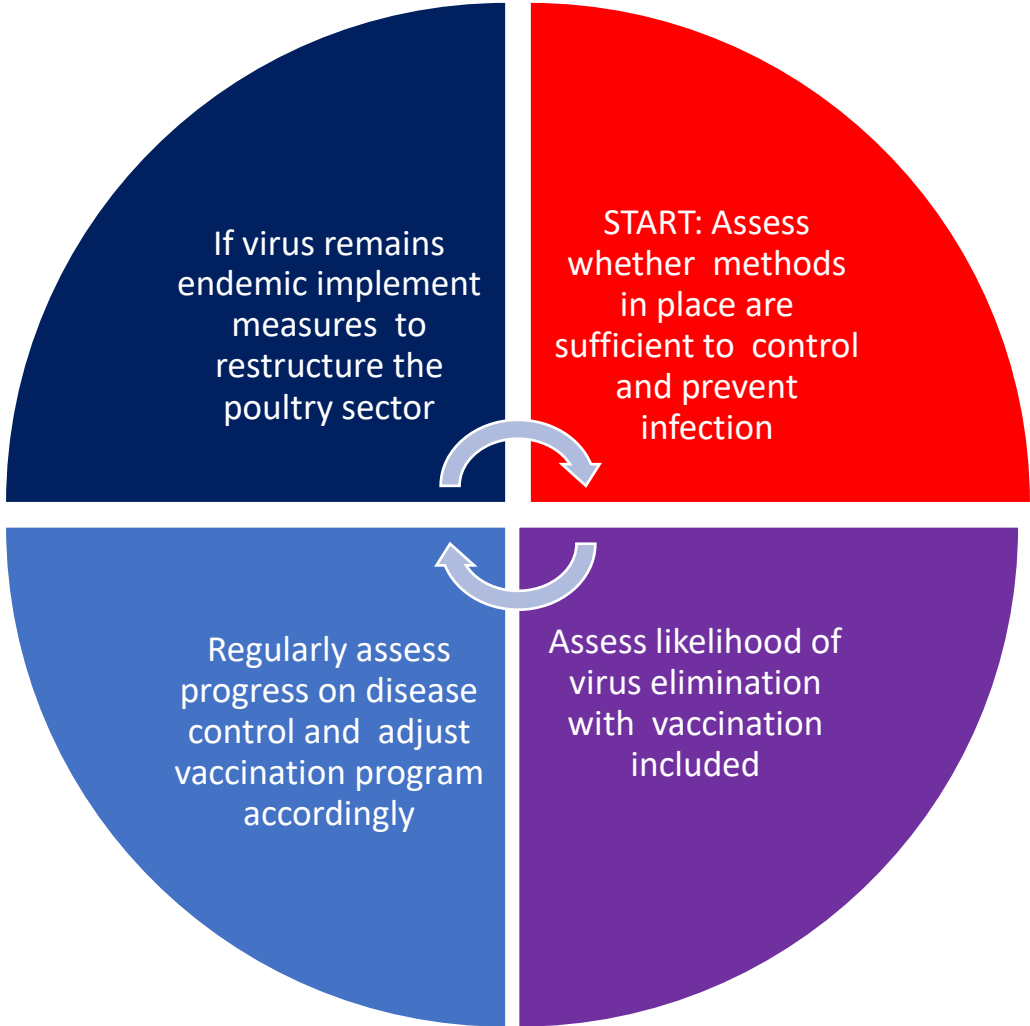 START: Assess
whether methods
in place are
sufficient to control
and prevent
infection
Assess likelihood of
virus elimination
with vaccination
included
Regularly assess
progress on disease
control and adjust
vaccination program
accordingly
If virus remains
endemic implement
measures to
restructure the
poultry sector